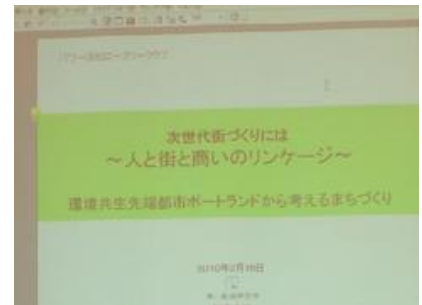 次世代街づくりには
～人と街と商いのリンケージ～
環境共生先端都市ポートランドから考えるまちづくり
2010年2月18日